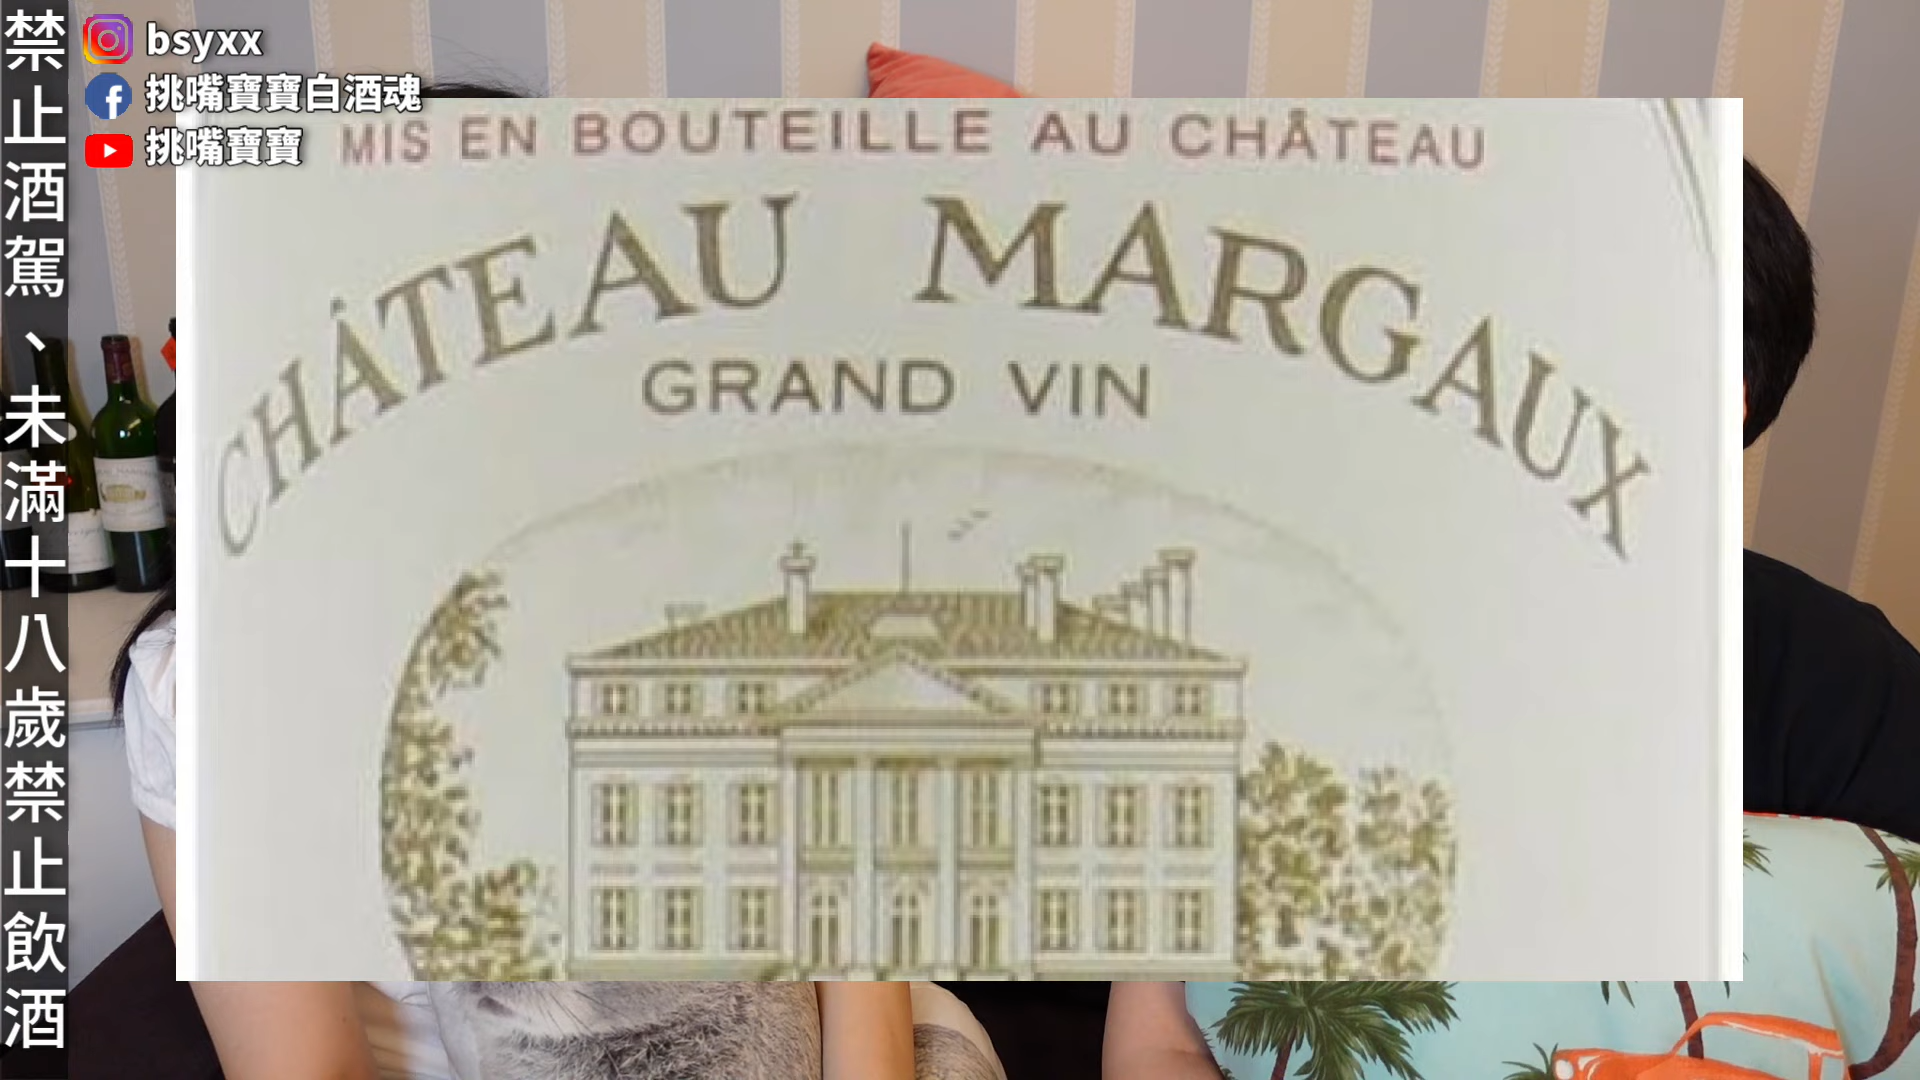 禁止酒駕、未滿十八歲禁止飲酒
bsyxx
挑嘴寶寶白酒魂
挑嘴寶寶
MIS EN BOUTEILLE AU CHÂTEAU
CHÂTEAU MARGAUX
GRAND VIN